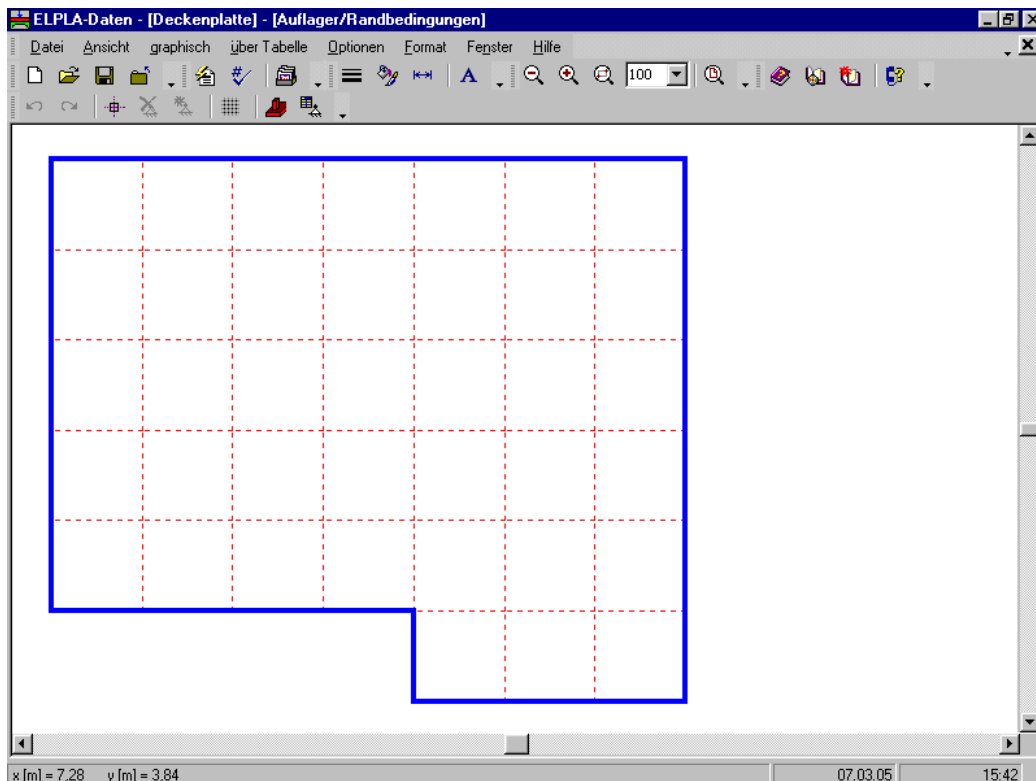 ELPLA-Daten - [Deckenplatte] - [Auflager/Randbedingungen]
Datei Ansicht graphisch über Tabelle Optionen Format Fenster Hilfe
A 100
x [m] = 7,28 y [m] = 3,84 07.03.05 15:42